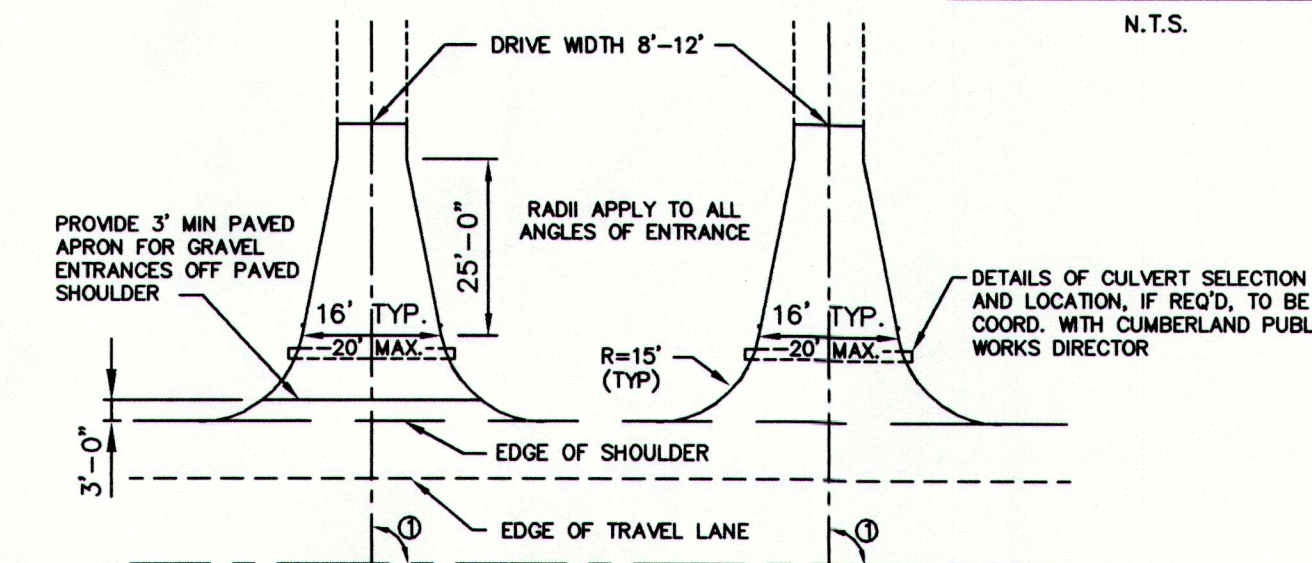 N.T.S.
DRIVE WIDTH 8'-12'
PROVIDE 3' MIN PAVED
APRON FOR GRAVEL
ENTRANCES OFF PAVED
SHOULDER
25'-0"
RADII APPLY TO ALL
ANGLES OF ENTRANCE
16' TYP.
20' MAX.
R=15'
(TYP)
16' TYP.
20' MAX.
DETAILS OF CULVERT SELECTION
AND LOCATION, IF REQ'D, TO BE
COORD. WITH CUMBERLAND PUBL
WORKS DIRECTOR
3'-0"
EDGE OF SHOULDER
EDGE OF TRAVEL LANE
1
1